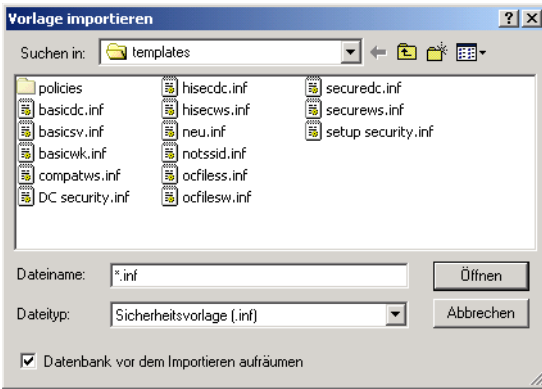 Vorlage importieren
Suchen in: templates
policies
basicdc.inf
basicsv.inf
basicwk.inf
compatws.inf
DC security.inf
hisecdc.inf
hisecws.inf
neu.inf
notssid.inf
ocfiless.inf
ocfilesw.inf
securedc.inf
securews.inf
setup security.inf
Dateiname: *.inf
Öffnen
Dateityp: Sicherheitsvorlage (.inf)
Abbrechen
Datenbank vor dem Importieren aufräumen